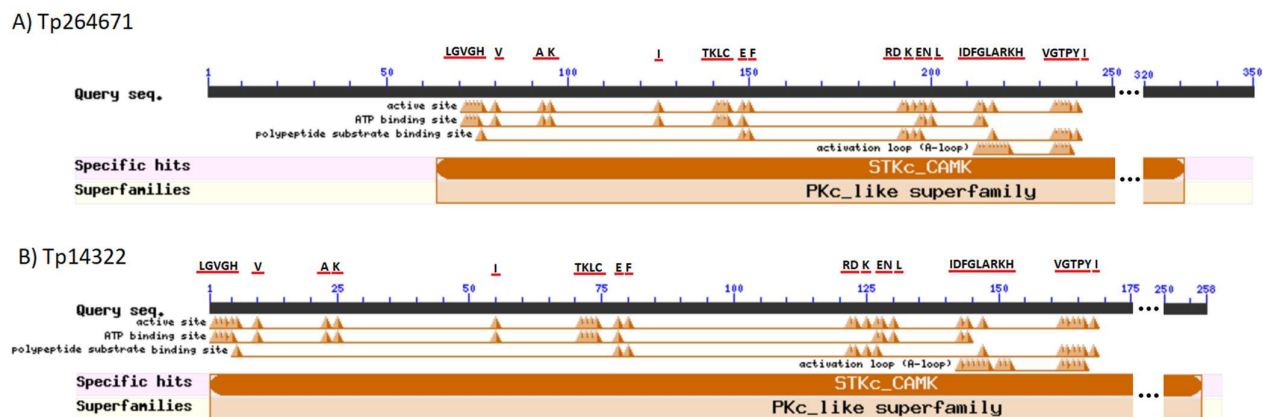 A) Tp264671
LGVGH V A K I TKLC E F RD K EN L IDFGLARKH VGTPY I
1 50 100 150 200 250 320 350
Query seq.
active site
ATP binding site
polypeptide substrate binding site
activation loop (A-loop)
Specific hits STKc_CAMK
Superfamilies PKc_like superfamily
B) Tp14322
LGVGH V A K I TKLC E F RD K EN L IDFGLARKH VGTPY I
1 25 50 75 100 125 150 175 250 258
Query seq.
active site
ATP binding site
polypeptide substrate binding site
activation loop (A-loop)
Specific hits STKc_CAMK
Superfamilies PKc_like superfamily